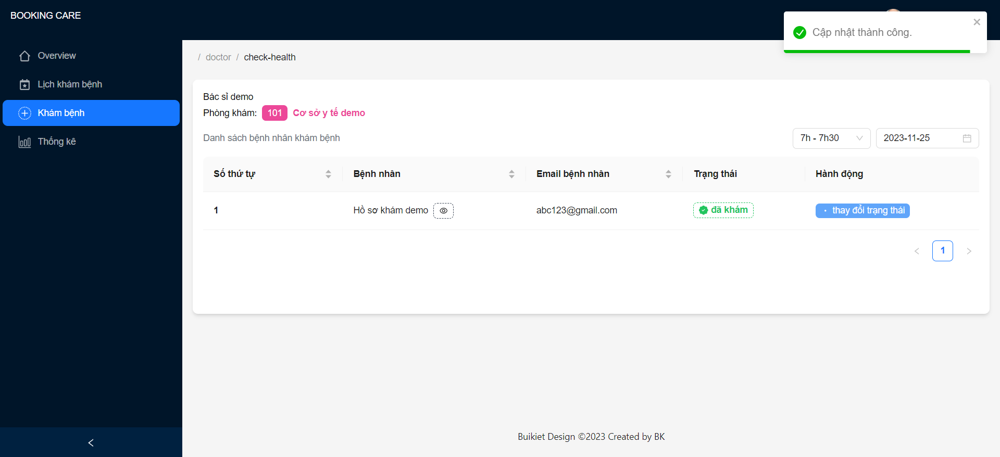 BOOKING CARE
Cập nhật thành công.
Overview
Lịch khám bệnh
Khám bệnh
Thống kê
/ doctor / check-health
Bác sĩ demo
Phòng khám: 101 Cơ sở y tế demo
Danh sách bệnh nhân khám bệnh
7h - 7h30
2023-11-25
Số thứ tự Bệnh nhân Email bệnh nhân Trạng thái Hành động
1 Hồ sơ khám demo abc123@gmail.com đã khám thay đổi trạng thái
1
Buikiet Design ©2023 Created by BK